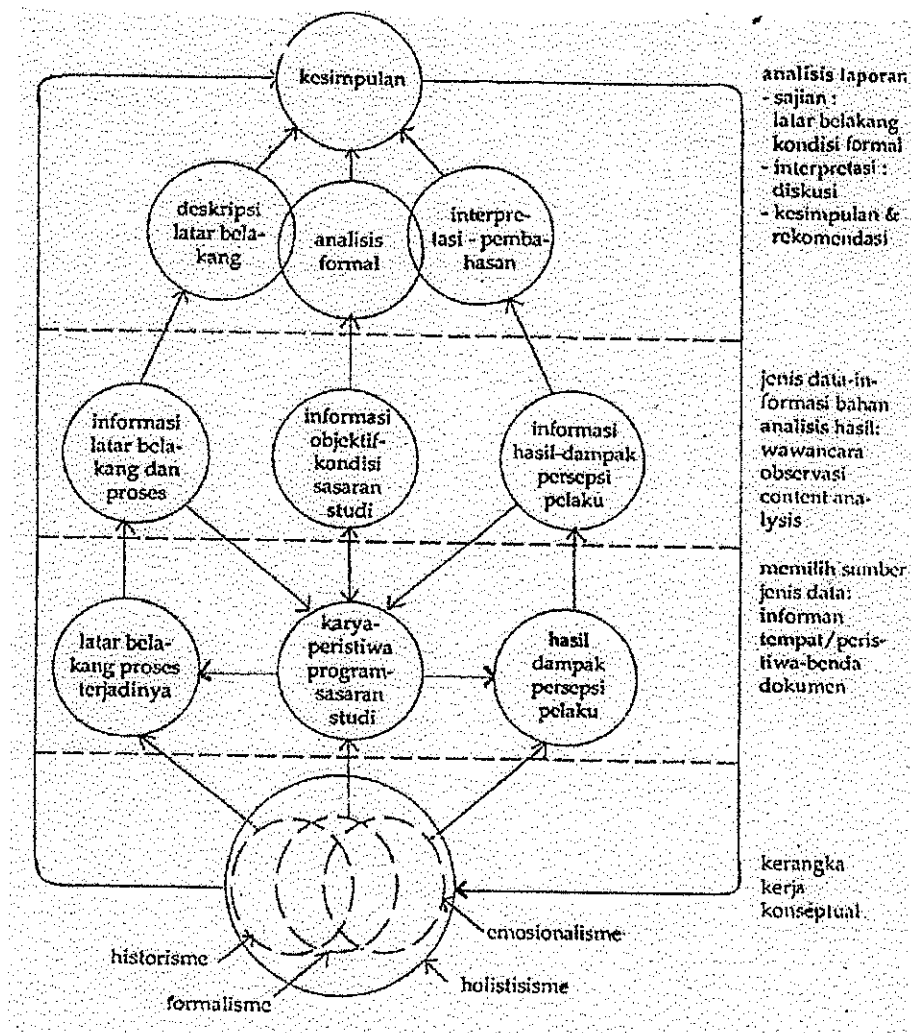 kesimpulan
analisis laporan
- sajian :
latar belakang
kondisi formal
- interpretasi :
diskusi
- kesimpulan &
rekomendasi
deskripsi
latar bela-
kang
analisis
formal
interpre-
tasi - pemba-
hasan
informasi
latar bela-
kang dan
proses
informasi
objektif-
kondisi
sasaran
studi
informasi
hasil-dampak
persepsi
pelaku
jenis data-in-
formasi bahan
analisis hasil:
wawancara
observasi
content ana-
lysis
latar bela-
kang proses
terjadinya
karya-
peristiwa
program-
sasaran
studi
hasil
dampak
persepsi
pelaku
memilih sumber
jenis data:
informan
tempat/peris-
tiwa-benda
dokumen
kerangka
kerja
konseptual
historisme
formalisme
emosionalisme
holistisisme